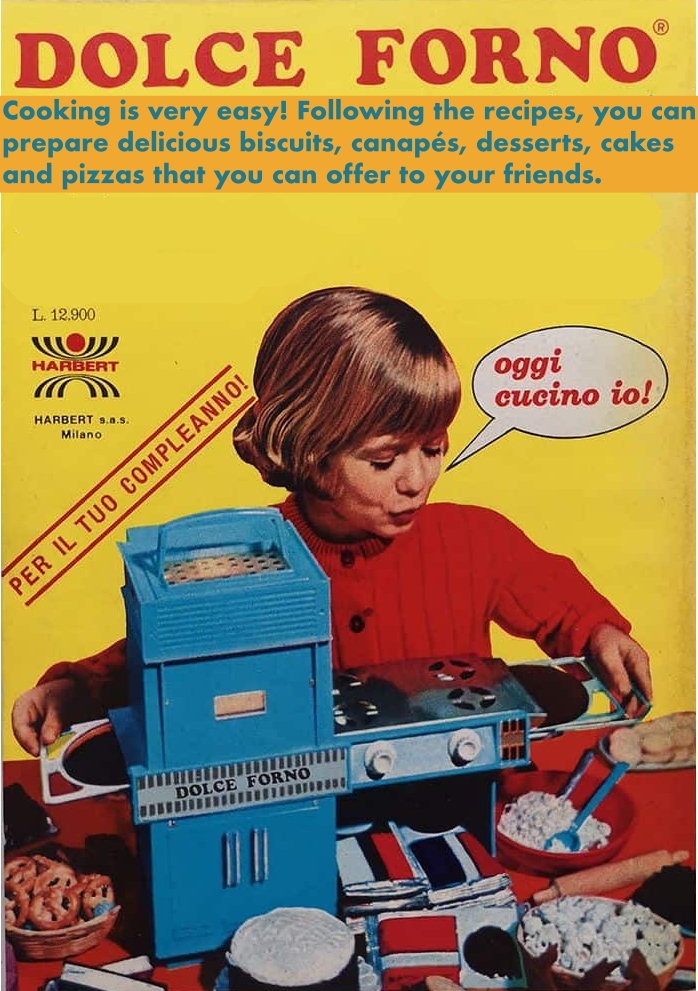 DOLCE FORNO®
Cooking is very easy! Following the recipes, you can
prepare delicious biscuits, canapés, desserts, cakes
and pizzas that you can offer to your friends.
L. 12.900
HARBERT
HARBERT s.a.s.
Milano
PER IL TUO COMPLEANNO!
oggi
cucino io!
DOLCE FORNO